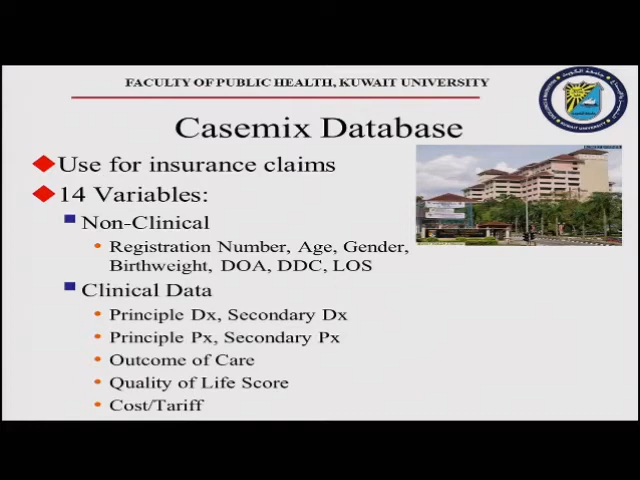 FACULTY OF PUBLIC HEALTH, KUWAIT UNIVERSITY
Casemix Database
Use for insurance claims
14 Variables:
Non-Clinical
Registration Number, Age, Gender,
Birthweight, DOA, DDC, LOS
Clinical Data
Principle Dx, Secondary Dx
Principle Px, Secondary Px
Outcome of Care
Quality of Life Score
Cost/Tariff